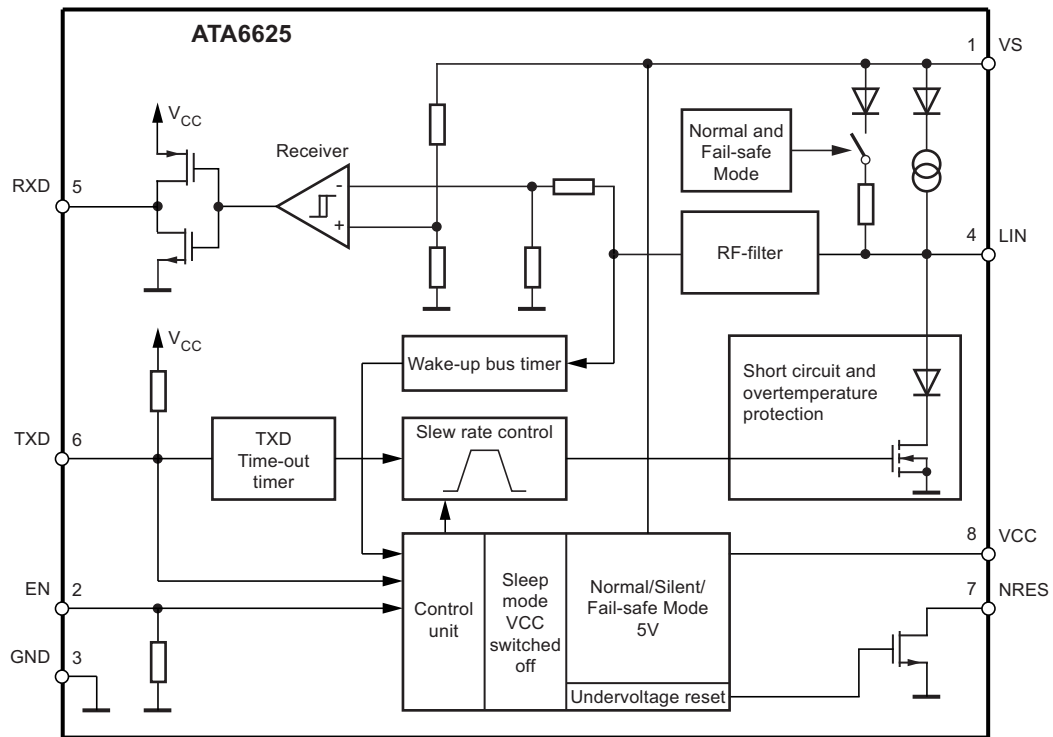 ATA6625
1 VS
VCC
Normal and
Fail-safe
Mode
Receiver
RXD 5
-
+
RF-filter
4 LIN
VCC
Wake-up bus timer
Short circuit and
overtemperature
protection
TXD 6
TXD
Time-out
timer
Slew rate control
8 VCC
EN 2
Control
unit
Sleep
mode
VCC
switched
off
Normal/Silent/
Fail-safe Mode
5V
7 NRES
GND 3
Undervoltage reset